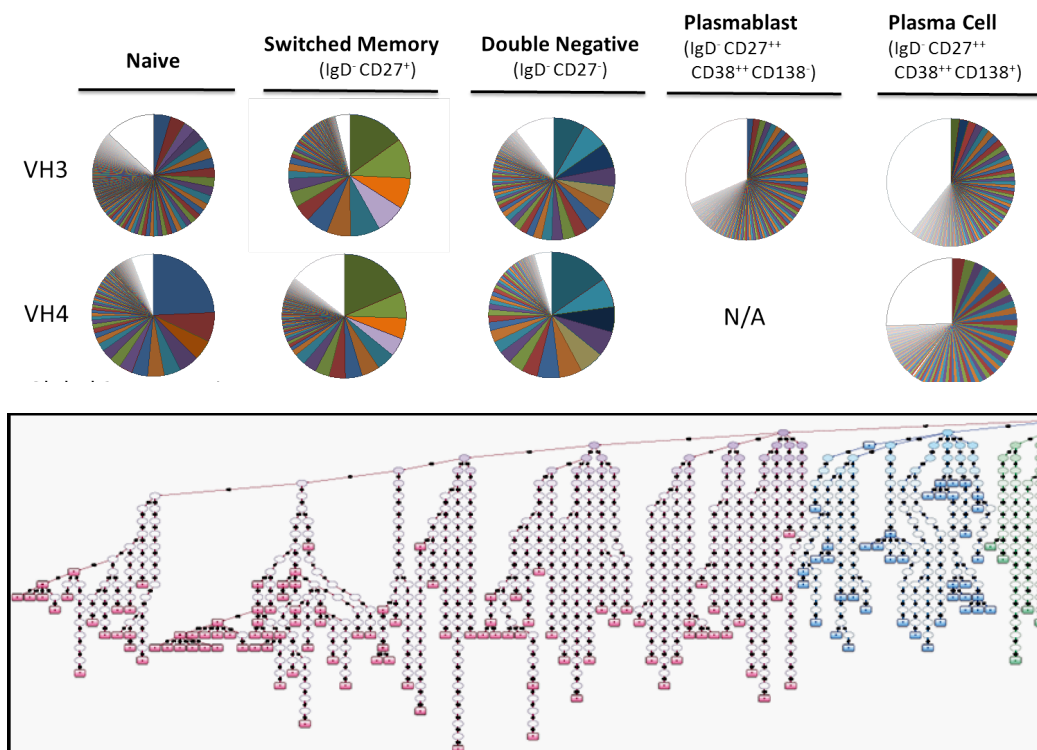 Naive
Switched Memory
(IgD- CD27+)
Double Negative
(IgD- CD27-)
Plasmablast
(IgD- CD27++
CD38++ CD138-)
Plasma Cell
(IgD- CD27++
CD38++ CD138+)
VH3
VH4
N/A